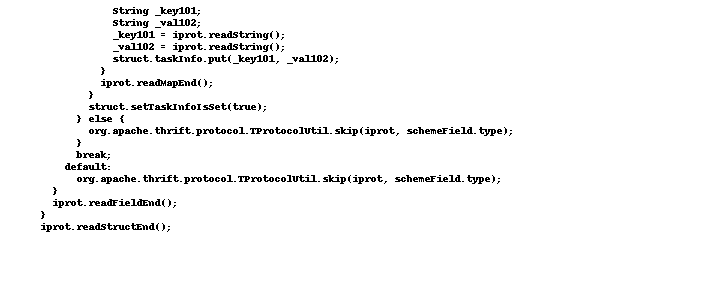 String _key101;
String _val102;
_key101 = iprot.readString();
_val102 = iprot.readString();
struct.taskInfo.put(_key101, _val102);
}
iprot.readMapEnd();
}
struct.setTaskInfoIsSet(true);
} else {
org.apache.thrift.protocol.TProtocolUtil.skip(iprot, schemeField.type);
}
break;
default:
org.apache.thrift.protocol.TProtocolUtil.skip(iprot, schemeField.type);
}
iprot.readFieldEnd();
}
iprot.readStructEnd();